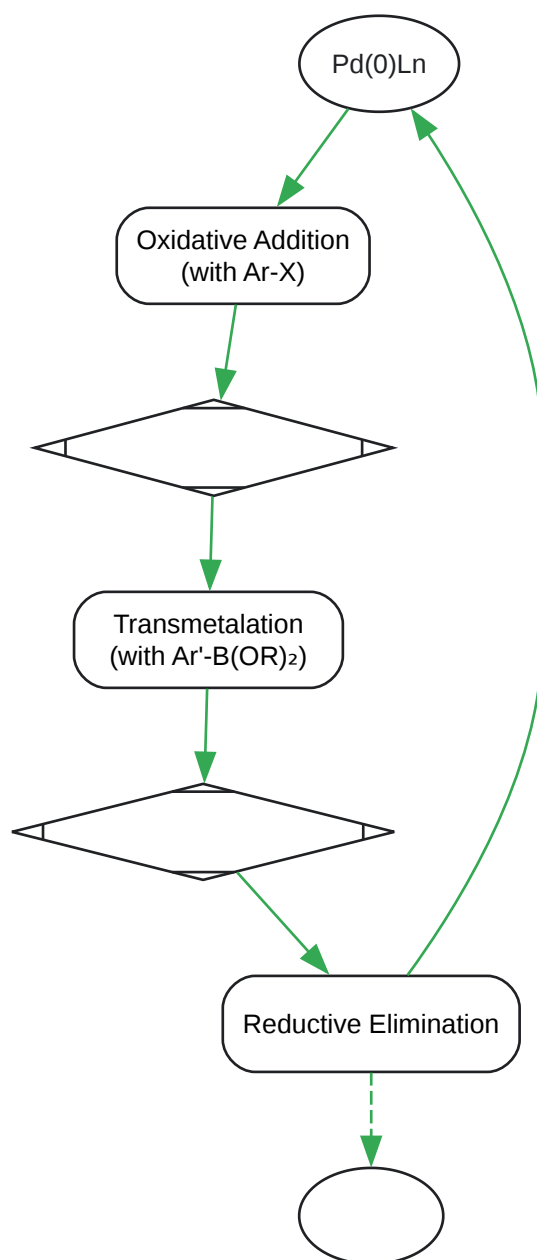 Pd(0)Ln
Oxidative Addition
(with Ar-X)
Transmetalation
(with Ar'-B(OR)₂)
Reductive Elimination